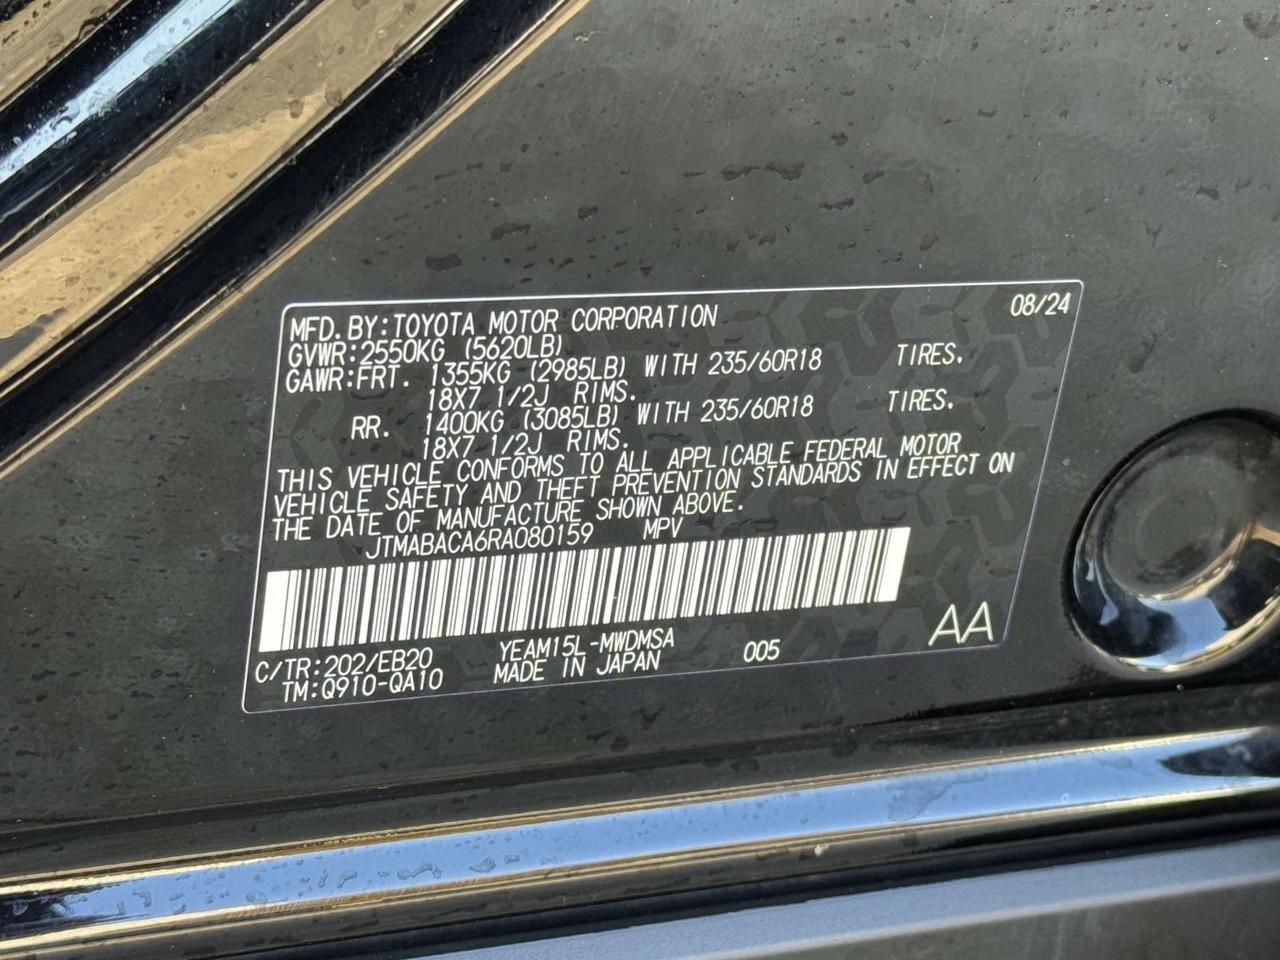 MFD. BY: TOYOTA MOTOR CORPORATION 08/24
GVWR: 2550KG (5620LB)
GAWR: FRT. 1355KG (2985LB) WITH 235/60R18 TIRES.
18X7 1/2J RIMS.
RR. 1400KG (3085LB) WITH 235/60R18 TIRES.
18X7 1/2J RIMS.
THIS VEHICLE CONFORMS TO ALL APPLICABLE FEDERAL MOTOR
VEHICLE SAFETY AND THEFT PREVENTION STANDARDS IN EFFECT ON
THE DATE OF MANUFACTURE SHOWN ABOVE.
JTMABACA6RA080159 MPV
C/TR: 202/EB20 YEAM15L-MWDMSA 005 AA
TM: Q910-QA10 MADE IN JAPAN